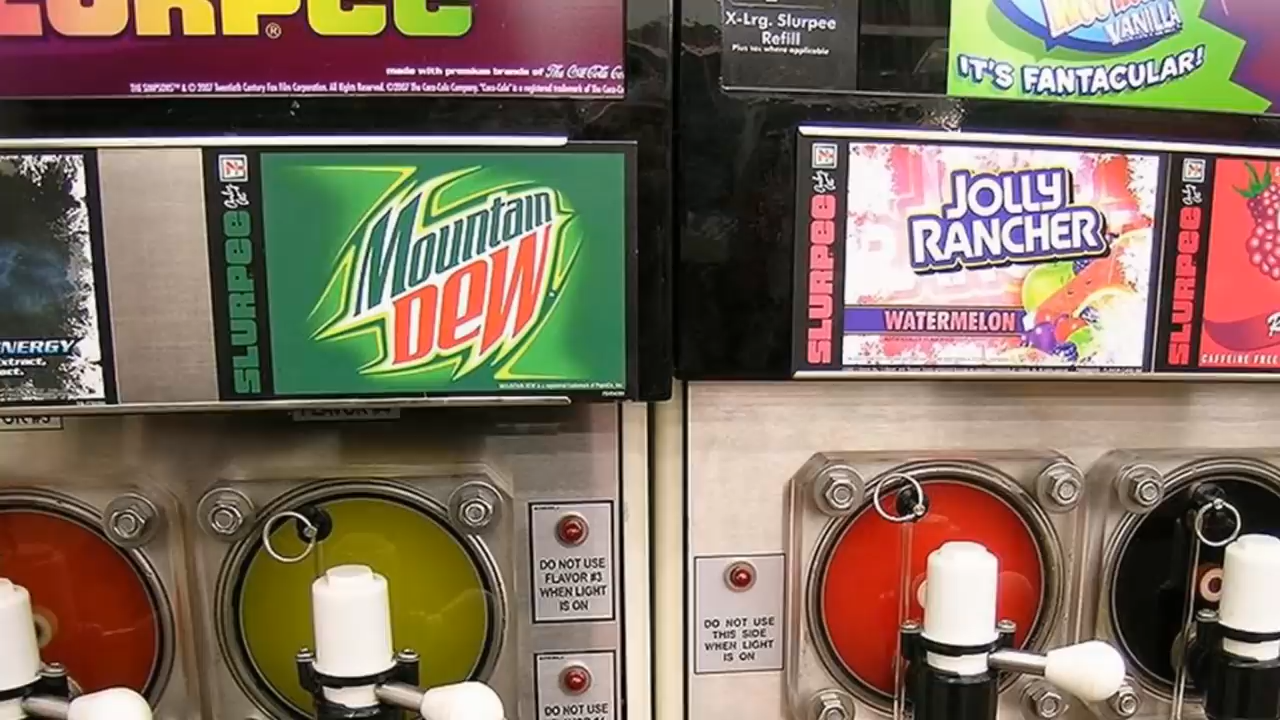 made with premium brands of The Coca-Cola Co
THE SIMPSONS™ & © 2007 Twentieth Century Fox Film Corporation. All Rights Reserved. ©2007 The Coca-Cola Company. "Coca-Cola" is a registered trademark of The Coca-C
X-Lrg. Slurpee
Refill
Plus tax where applicable
VANILLA
IT'S FANTACULAR!
NERGY
xtract,
act.
SLURPEE
Mountain
Dew
SLURPEE
JOLLY
RANCHER
WATERMELON
SLURPEE
CAFFEINE FREE
FLAVOR #4
DO NOT USE
FLAVOR #3
WHEN LIGHT
IS ON
DO NOT USE
DO NOT USE
THIS SIDE
WHEN LIGHT
IS ON